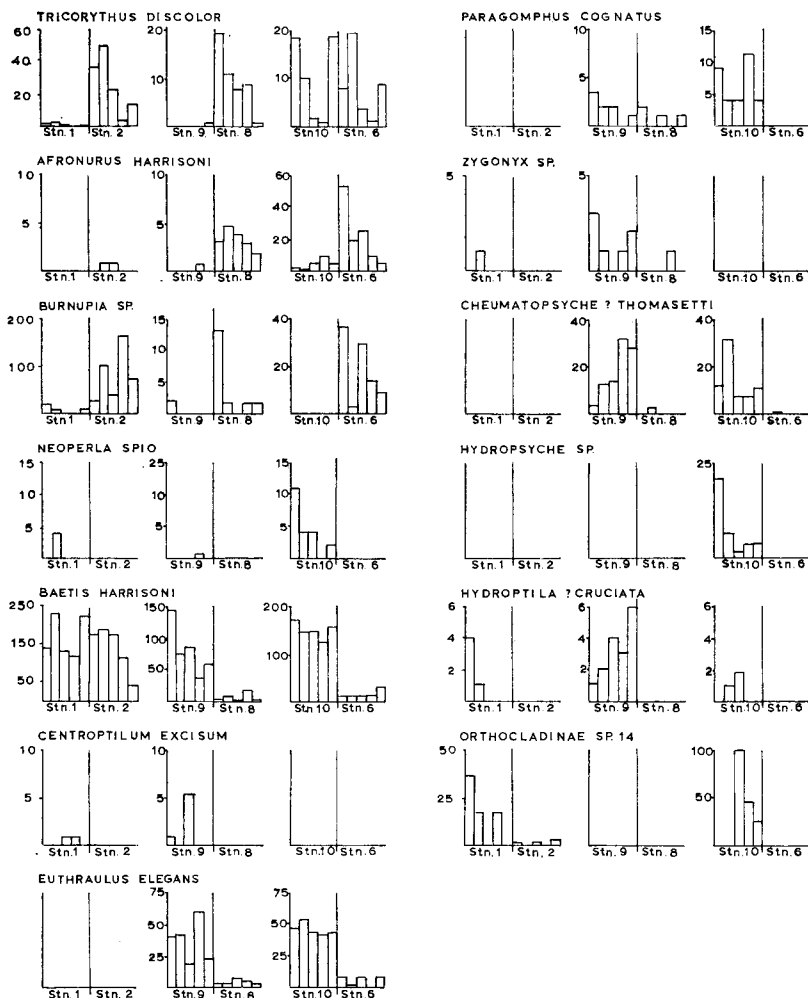 TRICORYTHUS DISCOLOR
60 40 20
20 10
20 10
Stn. 1 Stn. 2 Stn. 9 Stn. 8 Stn.10 Stn. 6
AFRONURUS HARRISONI
10 5
10 5
60 40 20
Stn.1 Stn. 2 Stn. 9 Stn. 8 Stn.10 Stn. 6
BURNUPIA SP.
200 100
15 10 5
15 10 5
40 20
Stn. 1 Stn. 2 Stn. 9 Stn. 8 Stn.10 Stn. 6
NEOPERLA SPIO
15 10 5
25 10 5
15 10 5
Stn. 1 Stn. 2 Stn. 9 Stn. 8 Stn. 10 Stn. 6
BAETIS HARRISONI
250 150 50
150 100 50
200 100
Stn. 1 Stn. 2 Stn. 9 Stn. 8 Stn. 10 Stn. 6
CENTROPTILUM EXCISUM
10 5
10 5
Stn.1 Stn. 2 Stn. 9 Stn. 8 Stn.10 Stn. 6
EUTHRAULUS ELEGANS
75 50 25
75 50 25
Stn. 1 Stn. 2 Stn. 9 Stn. 8 Stn. 10 Stn. 6
PARAGOMPHUS COGNATUS
10 5
15 10 5
Stn.1 Stn. 2 Stn. 9 Stn. 8 Stn. 10 Stn. 6
ZYGONYX SP.
5
5
Stn. 1 Stn. 2 Stn. 9 Stn. 8 Stn. 10 Stn. 6
CHEUMATOPSYCHE ? THOMASETTI
40 20
40 20
Stn. 1 Stn. 2 Stn. 9 Stn. 8 Stn. 10 Stn. 6
HYDROPSYCHE SP.
25
Stn. 1 Stn. 2 Stn. 9 Stn. 8 Stn. 10 Stn. 6
HYDROPTILA ? CRUCIATA
6 4 2
6 4 2
6 4 2
Stn. 1 Stn. 2 Stn. 9 Stn. 8 Stn. 10 Stn. 6
ORTHOCLADINAE SP. 14
50 25
100 50
Stn. 1 Stn. 2 Stn. 9 Stn. 8 Stn. 10 Stn. 6